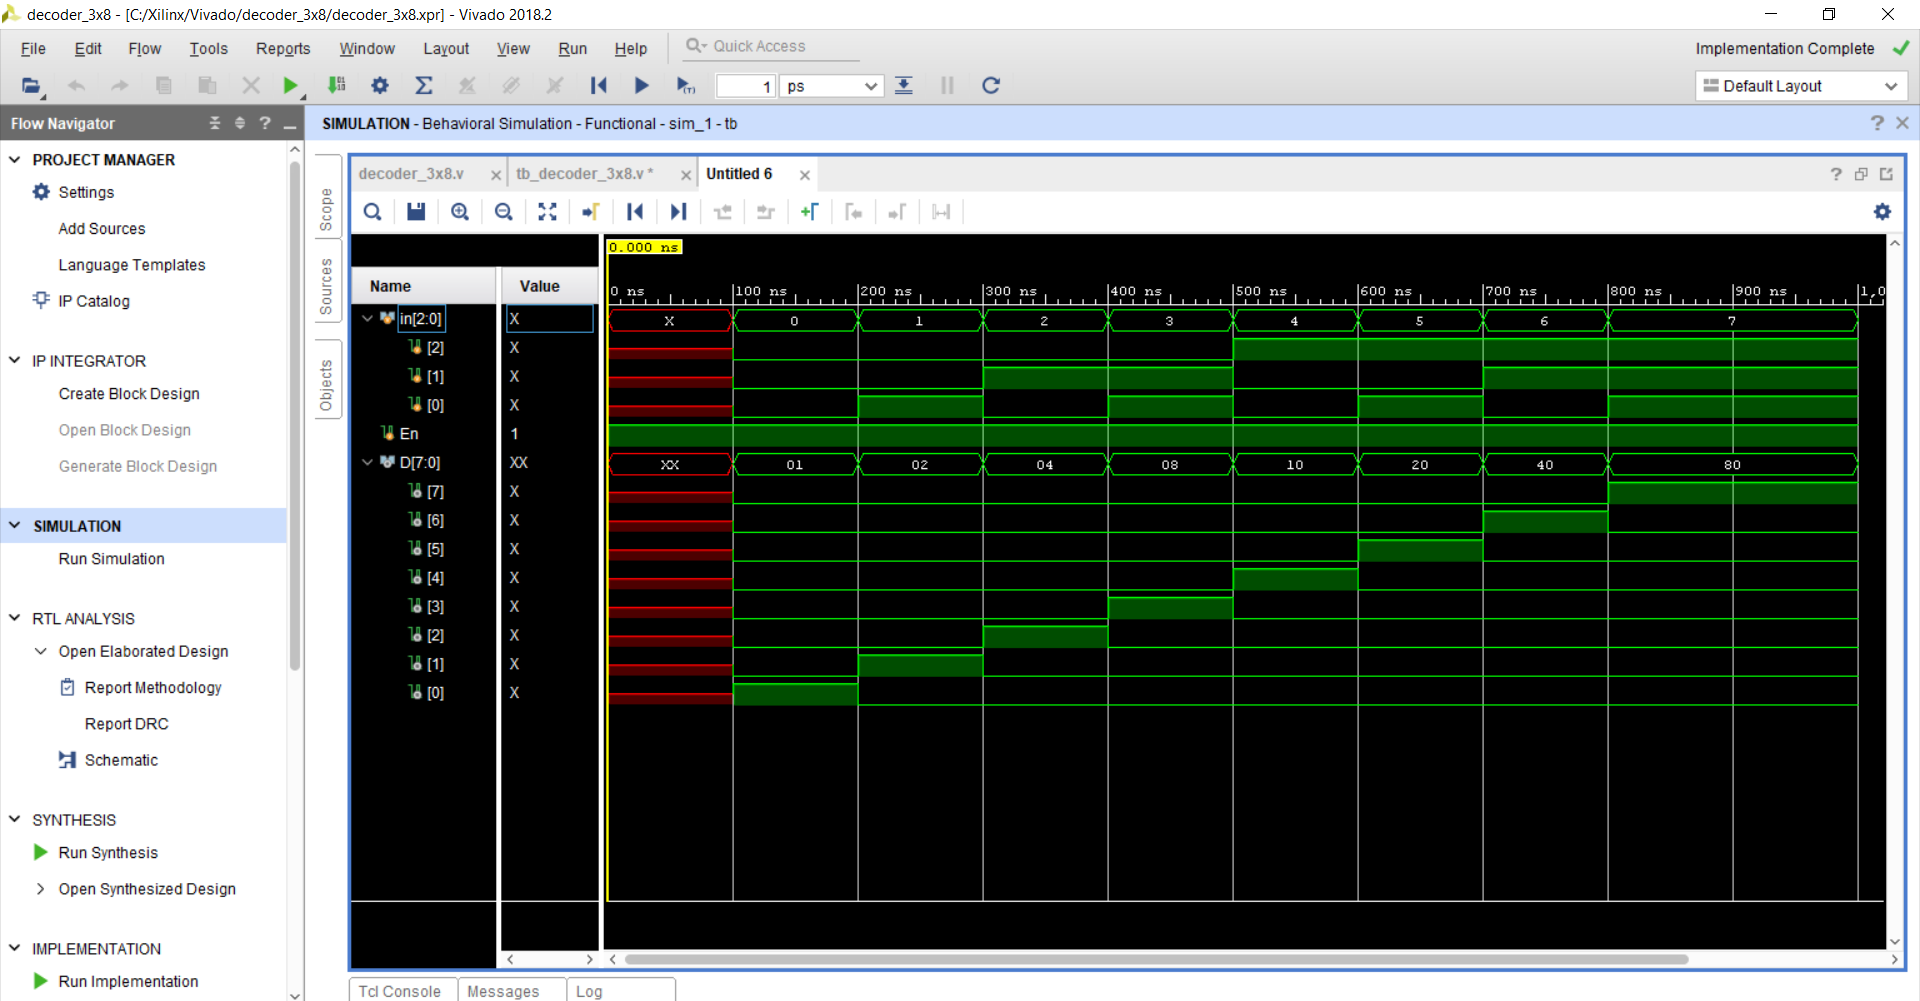 decoder_3x8 - [C:/Xilinx/Vivado/decoder_3x8/decoder_3x8.xpr] - Vivado 2018.2
File Edit Flow Tools Reports Window Layout View Run Help Quick Access Implementation Complete
1 ps Default Layout
Flow Navigator
SIMULATION - Behavioral Simulation - Functional - sim_1 - tb
PROJECT MANAGER
Settings
Add Sources
Language Templates
IP Catalog
IP INTEGRATOR
Create Block Design
Open Block Design
Generate Block Design
SIMULATION
Run Simulation
RTL ANALYSIS
Open Elaborated Design
Report Methodology
Report DRC
Schematic
SYNTHESIS
Run Synthesis
Open Synthesized Design
IMPLEMENTATION
Run Implementation
Scope
Sources
Objects
decoder_3x8.v tb_decoder_3x8.v * Untitled 6
0.000 ns
Name Value
0 ns 100 ns 200 ns 300 ns 400 ns 500 ns 600 ns 700 ns 800 ns 900 ns 1,0
in[2:0] X X 0 1 2 3 4 5 6 7
[2] X
[1] X
[0] X
En 1
D[7:0] XX XX 01 02 04 08 10 20 40 80
[7] X
[6] X
[5] X
[4] X
[3] X
[2] X
[1] X
[0] X
Tcl Console Messages Log